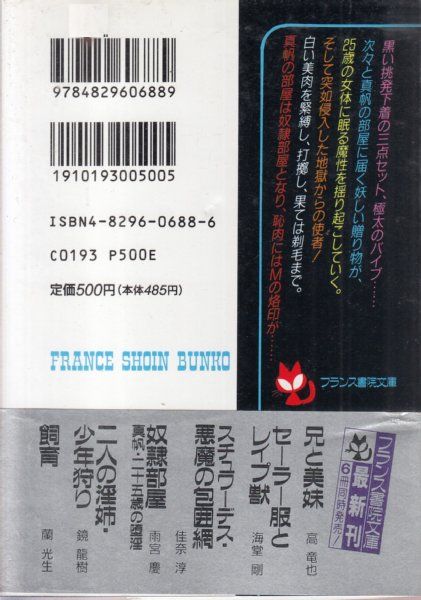 黒い挑発下着の三点セット、極太のバイブ……
次々と真帆の部屋に届く妖しい贈り物が、
25歳の女体に眠る魔性を揺り起こしていく。
そして突如侵入した地獄からの使者！
白い美肉を緊縛し、打擲し、果ては剃毛まで。
真帆の部屋は奴隷部屋となり、恥肉にはMの烙印が……
フランス書院文庫
9784829606889
1910193005005
ISBN4-8296-0688-6
C0193 P500E
定価500円(本体485円)
FRANCE SHOIN BUNKO
フランス書院文庫
最新刊
6冊同時発売！
兄と美妹
高 竜也
セーラー服と
レイプ獣
海堂 剛
スチュワーデス・
悪魔の包囲網
佳奈 淳
奴隷部屋
真帆・二十五歳の堕淫
雨宮 慶
二人の淫姉・
少年狩り
鏡 龍樹
飼育
蘭 光生